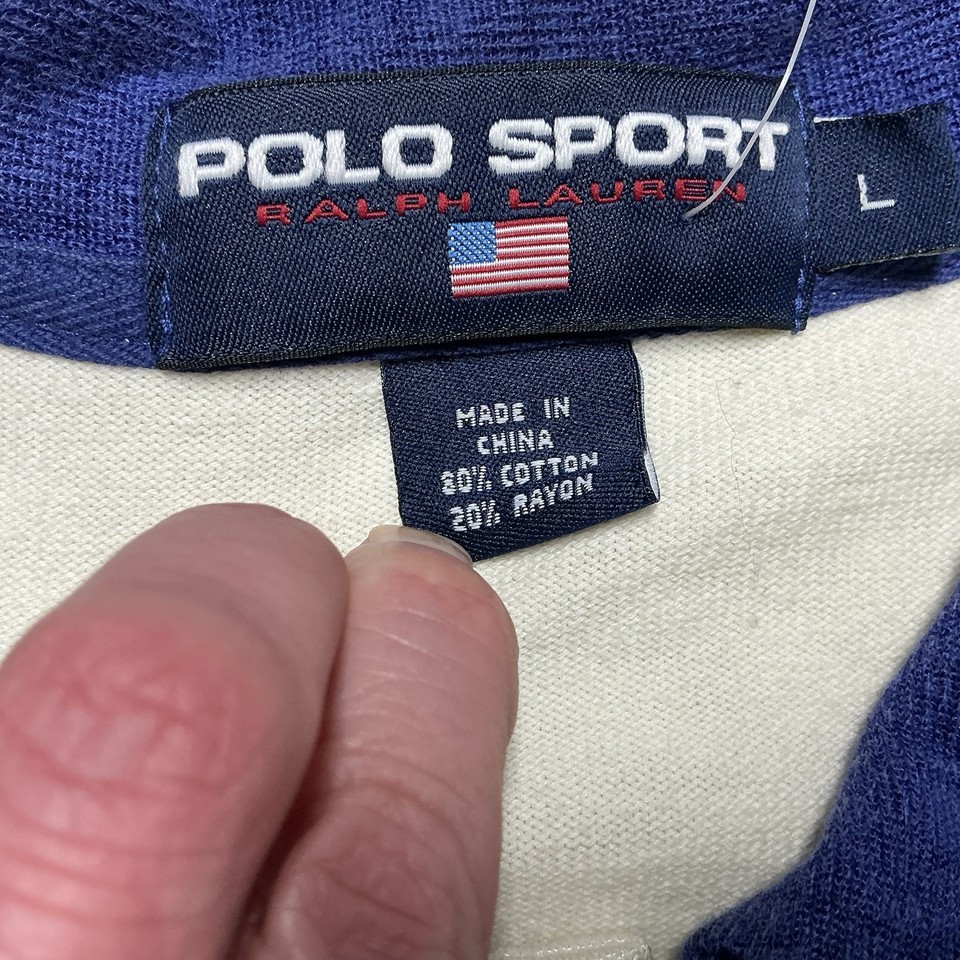 POLO SPORT
RALPH LAUREN
L
MADE IN
CHINA
80% COTTON
20% RAYON